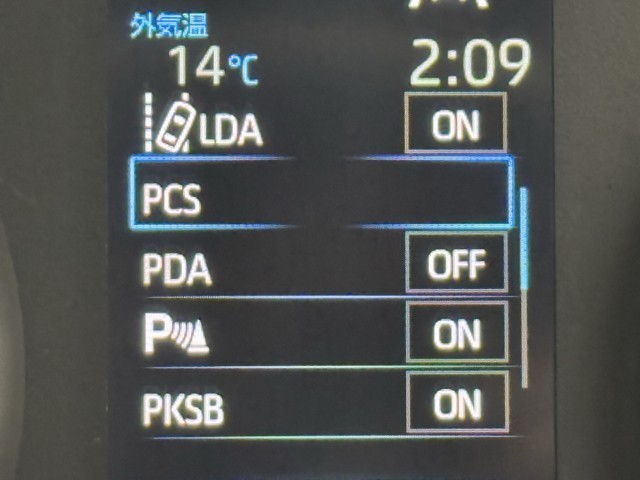 外気温
14℃ 2:09
LDA ON
PCS
PDA OFF
P ON
PKSB ON